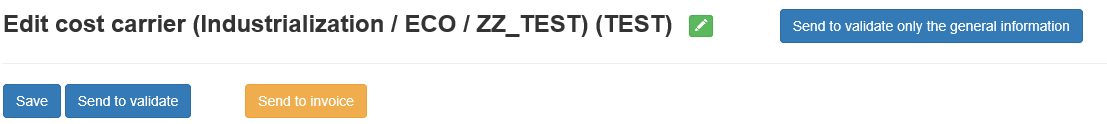 Edit cost carrier (Industrialization / ECO / ZZ_TEST) (TEST)
Send to validate only the general information
Save
Send to validate
Send to invoice